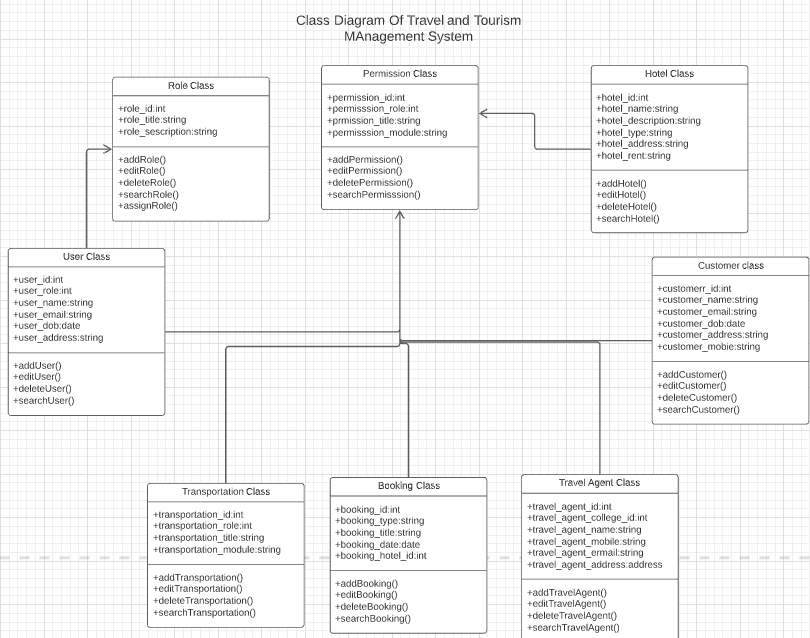 Class Diagram Of Travel and Tourism
MAnagement System
Role Class
+role_id:int
+role_title:string
+role_sescription:string
+addRole()
+editRole()
+deleteRole()
+searchRole()
+assignRole()
Permission Class
+permission_id:int
+permisssion_role:int
+prmission_title:string
+permisssion_module:string
+addPermission()
+editPermission()
+deletePermission()
+searchPermisssion()
Hotel Class
+hotel_id:int
+hotel_name:string
+hotel_description:string
+hotel_type:string
+hotel_address:string
+hotel_rent:string
+addHotel()
+editHotel()
+deleteHotel()
+searchHotel()
User Class
+user_id:int
+user_role:int
+user_name:string
+user_email:string
+user_dob:date
+user_address:string
+addUser()
+editUser()
+deleteUser()
+searchUser()
Customer class
+customerr_id:int
+customer_name:string
+customer_email:string
+customer_dob:date
+customer_address:string
+customer_mobie:string
+addCustomer()
+editCustomer()
+deleteCustomer()
+searchCustomer()
Transportation Class
+transportation_id:int
+transportation_role:int
+transportation_title:string
+transportation_module:string
+addTransportation()
+editTransportation()
+deleteTransportation()
+searchTransportation()
Booking Class
+booking_id:int
+booking_type:string
+booking_title:string
+booking_date:date
+booking_hotel_id:int
+addBooking()
+editBooking()
+deleteBooking()
+searchBooking()
Travel Agent Class
+travel_agent_id:int
+travel_agent_college_id:int
+travel_agent_name:string
+travel_agent_mobile:string
+travel_agent_ermail:string
+travel_agent_address:address
+addTravelAgent()
+editTravelAgent()
+deleteTravelAgent()
+searchTravelAgent()